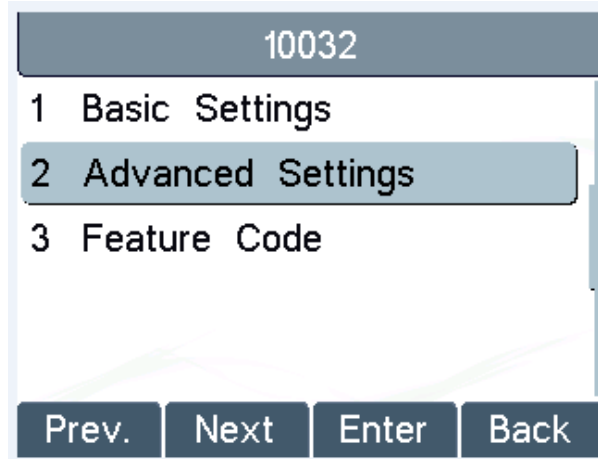 10032
1 Basic Settings
2 Advanced Settings
3 Feature Code
Prev. Next Enter Back